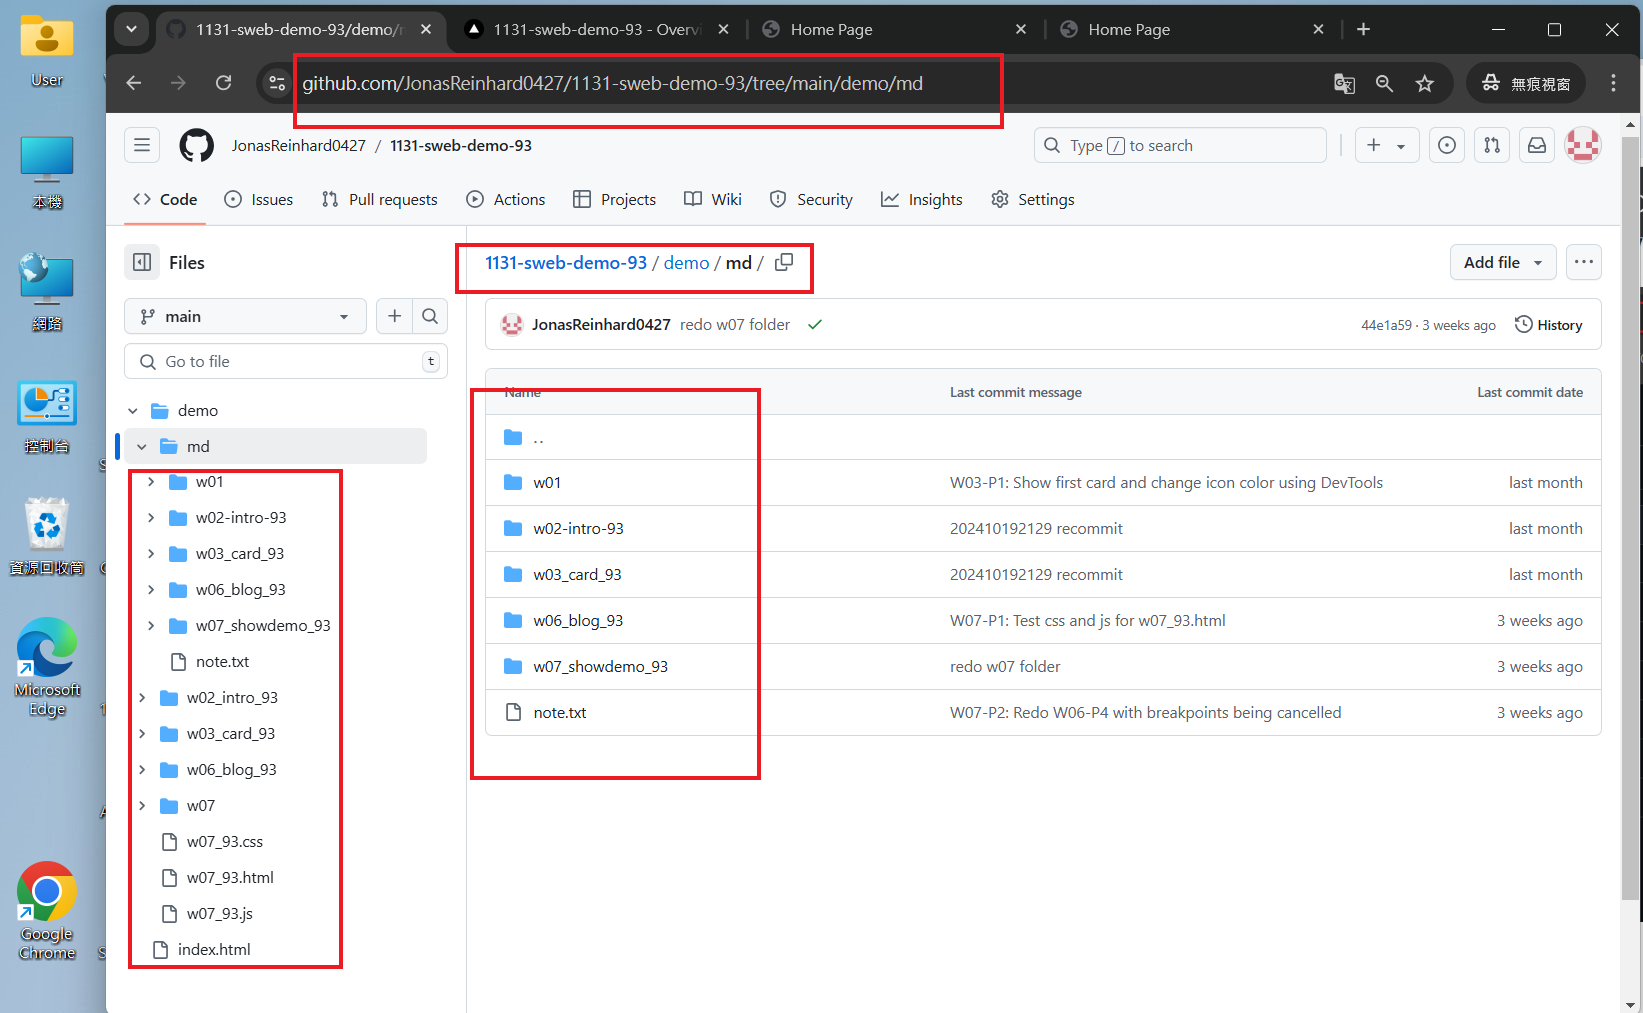 User
本機
網路
控制台
資源回收筒
Microsoft
Edge
Google
Chrome
1131-sweb-demo-93/demo/
1131-sweb-demo-93 - Overv
Home Page
Home Page
github.com/JonasReinhard0427/1131-sweb-demo-93/tree/main/demo/md
無痕視窗
JonasReinhard0427 / 1131-sweb-demo-93
Type / to search
Code
Issues
Pull requests
Actions
Projects
Wiki
Security
Insights
Settings
Files
main
Go to file
t
demo
md
w01
w02-intro-93
w03_card_93
w06_blog_93
w07_showdemo_93
note.txt
w02_intro_93
w03_card_93
w06_blog_93
w07
w07_93.css
w07_93.html
w07_93.js
index.html
1131-sweb-demo-93 / demo / md /
Add file
JonasReinhard0427 redo w07 folder
44e1a59 · 3 weeks ago
History
Name Last commit message Last commit date
..
w01 W03-P1: Show first card and change icon color using DevTools last month
w02-intro-93 202410192129 recommit last month
w03_card_93 202410192129 recommit last month
w06_blog_93 W07-P1: Test css and js for w07_93.html 3 weeks ago
w07_showdemo_93 redo w07 folder 3 weeks ago
note.txt W07-P2: Redo W06-P4 with breakpoints being cancelled 3 weeks ago